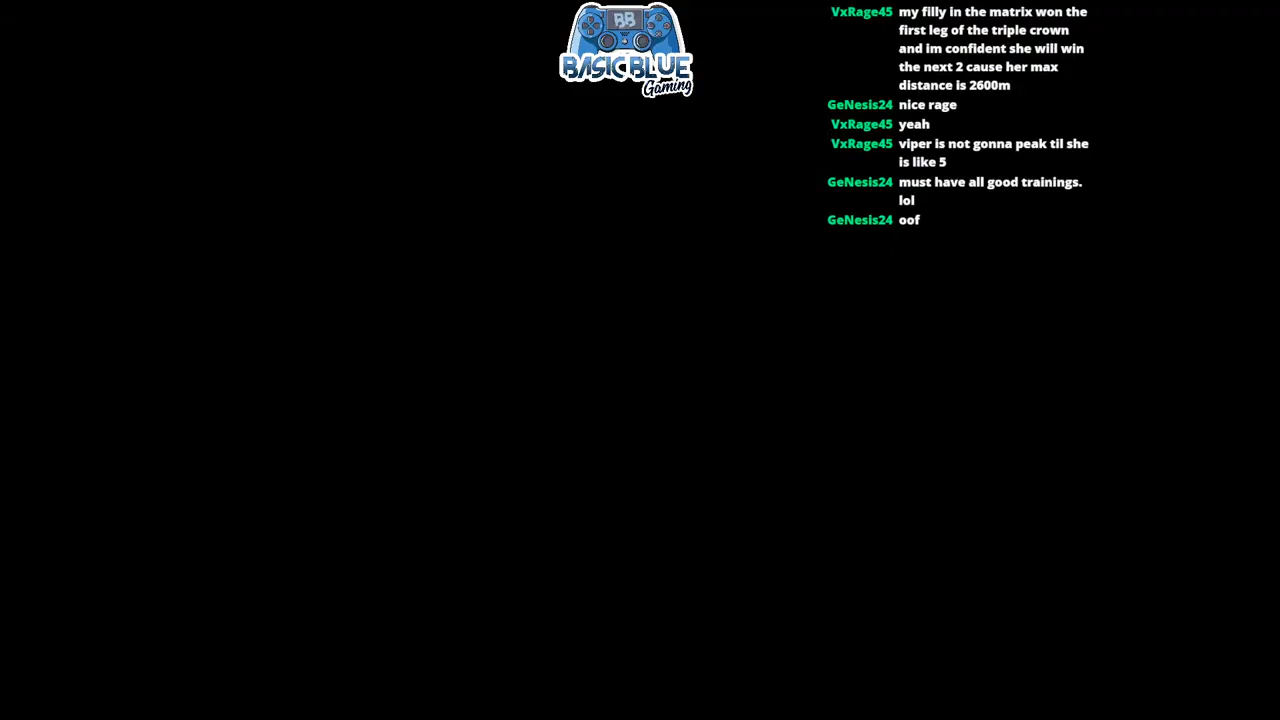 BB
BASIC BLUE
Gaming
VxRage45 my filly in the matrix won the
first leg of the triple crown
and im confident she will win
the next 2 cause her max
distance is 2600m
GeNesis24 nice rage
VxRage45 yeah
VxRage45 viper is not gonna peak til she
is like 5
GeNesis24 must have all good trainings.
lol
GeNesis24 oof